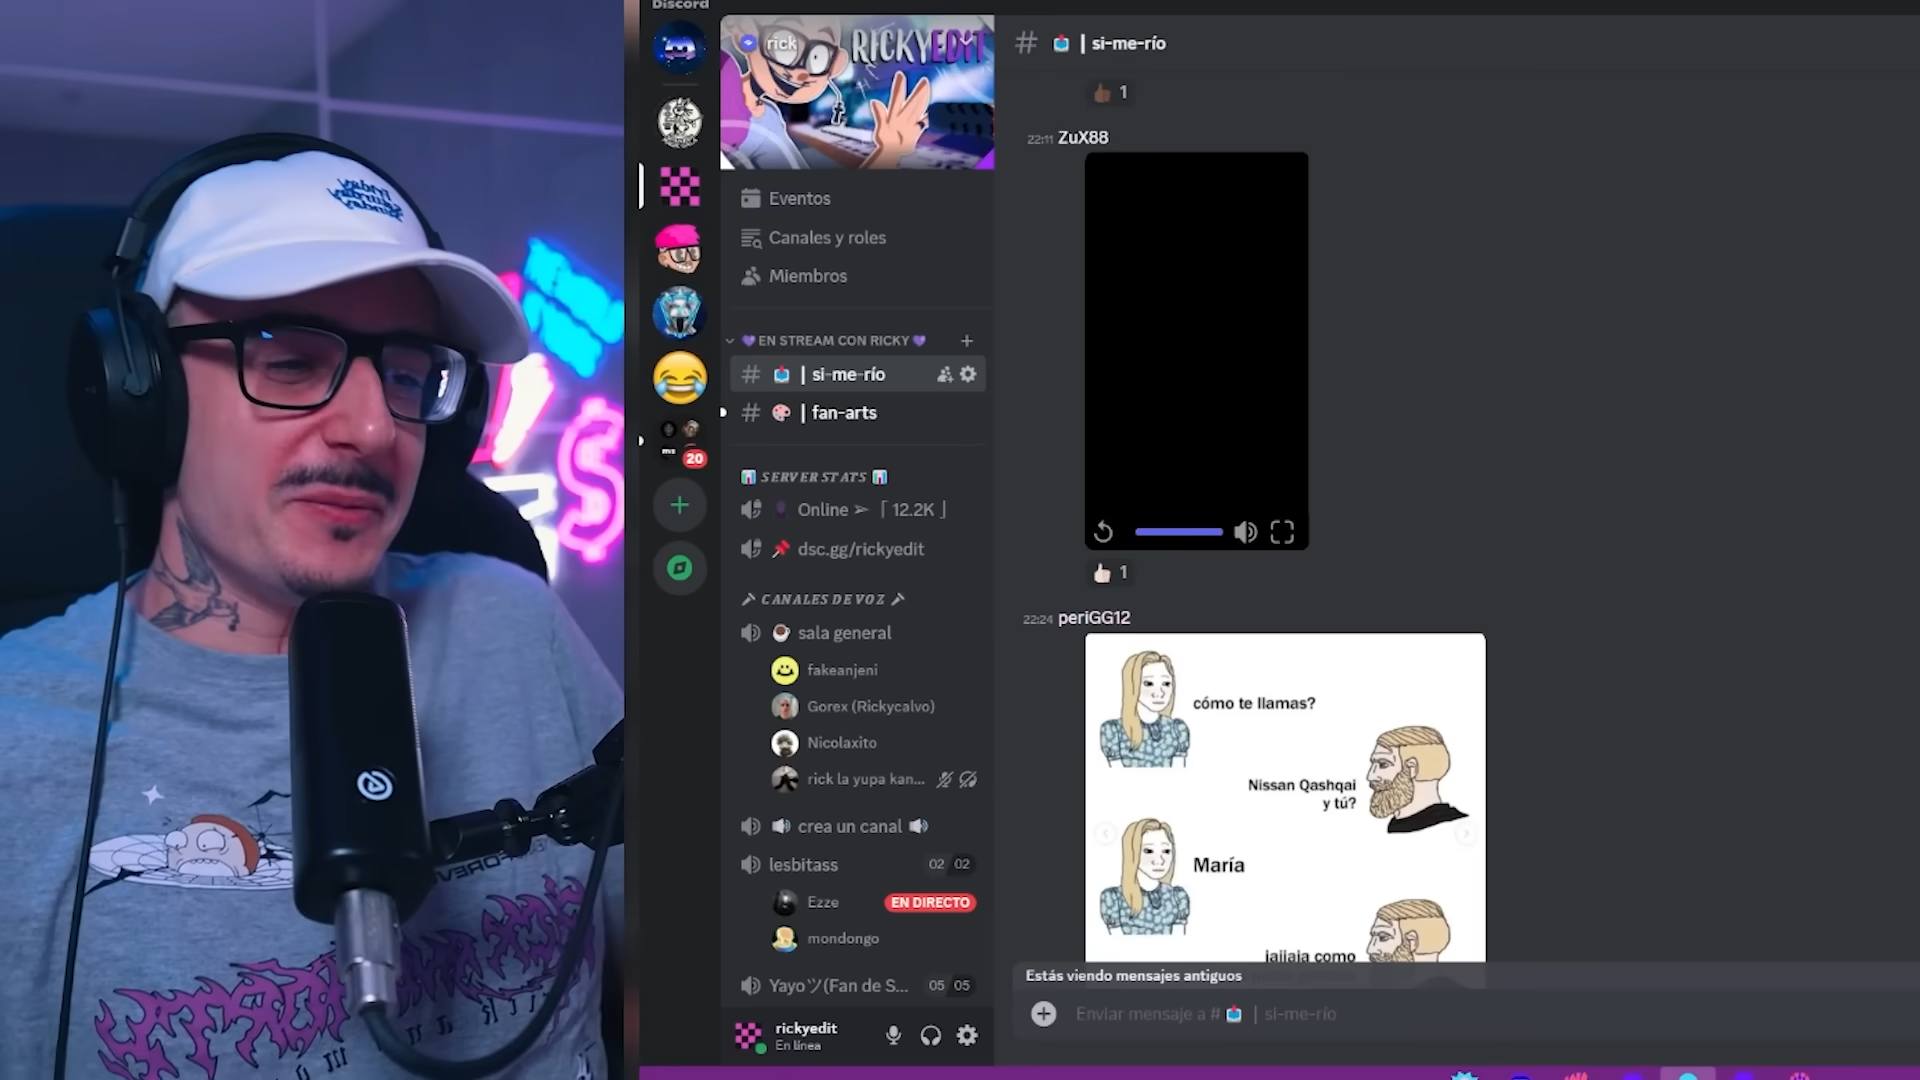 Discord
rick
RICKYEDIT
Eventos
Canales y roles
Miembros
EN STREAM CON RICKY
# | si-me-río
# | fan-arts
20
SERVER STATS
Online ➢ 「12.2K」
dsc.gg/rickyedit
CANALES DE VOZ
sala general
fakeanjeni
Gorex (Rickycalvo)
Nicolaxito
rick la yupa kan...
crea un canal
lesbitass 02 02
Ezze EN DIRECTO
mondongo
Yayoツ(Fan de S... 05 05
rickyedit
En línea
# | si-me-río
1
22:11 ZuX88
1
22:24 periGG12
cómo te llamas?
Nissan Qashqai
y tú?
María
jajjaja como
Estás viendo mensajes antiguos
Enviar mensaje a # | si-me-río